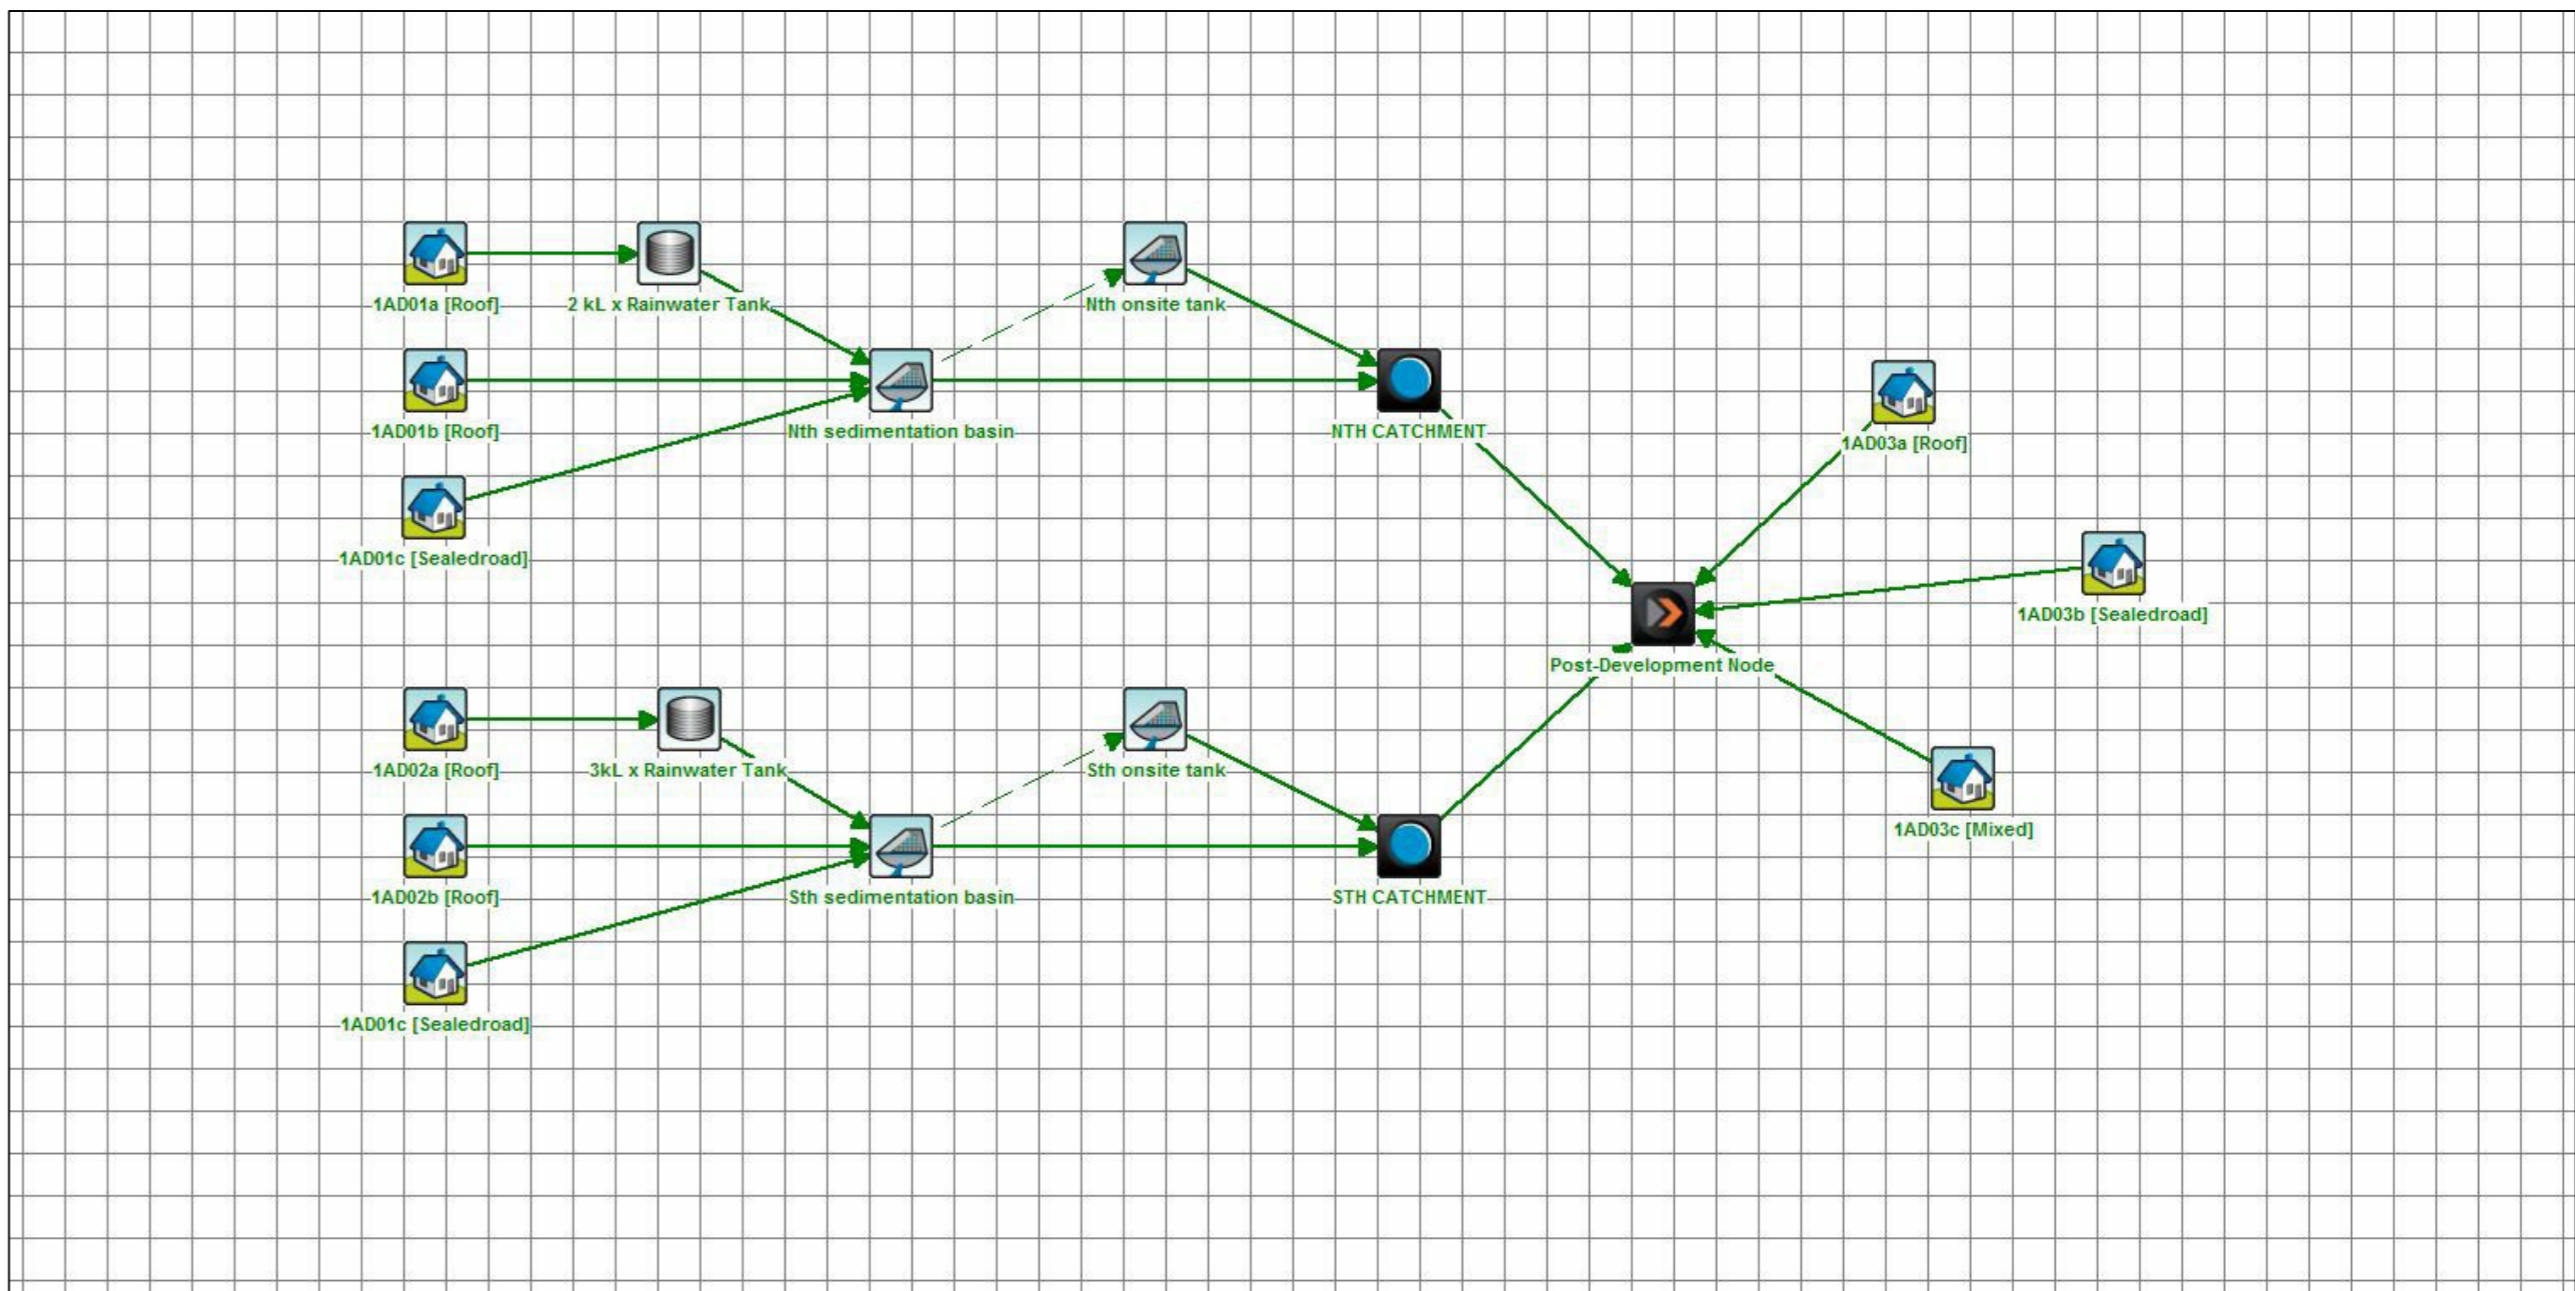 1AD01a [Roof]
2 kL x Rainwater Tank
Nth onsite tank
1AD01b [Roof]
Nth sedimentation basin
NTH CATCHMENT
1AD03a [Roof]
1AD01c [Sealedroad]
1AD03b [Sealedroad]
Post-Development Node
1AD02a [Roof]
3kL x Rainwater Tank
Sth onsite tank
1AD03c [Mixed]
1AD02b [Roof]
Sth sedimentation basin
STH CATCHMENT
1AD01c [Sealedroad]